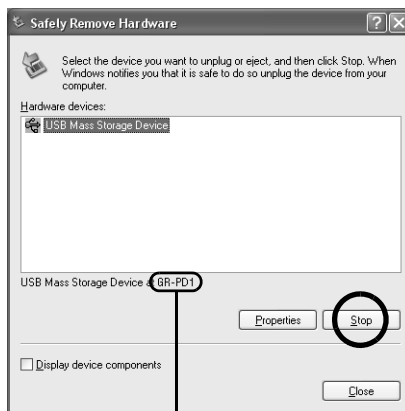 Safely Remove Hardware
Select the device you want to unplug or eject, and then click Stop. When
Windows notifies you that it is safe to do so unplug the device from your
computer.
Hardware devices:
USB Mass Storage Device
USB Mass Storage Device at GR-PD1
Properties
Stop
Display device components
Close